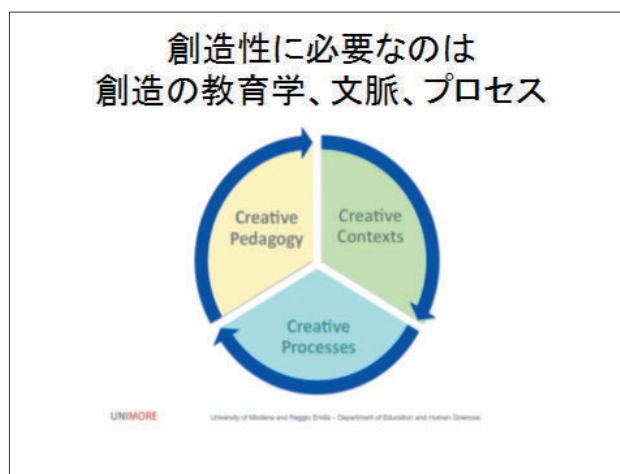 創造性に必要なのは
創造の教育学、文脈、プロセス
Creative
Pedagogy
Creative
Contexts
Creative
Processes
UNIMORE
University of Modena and Reggio Emilia – Department of Education and Human Sciences